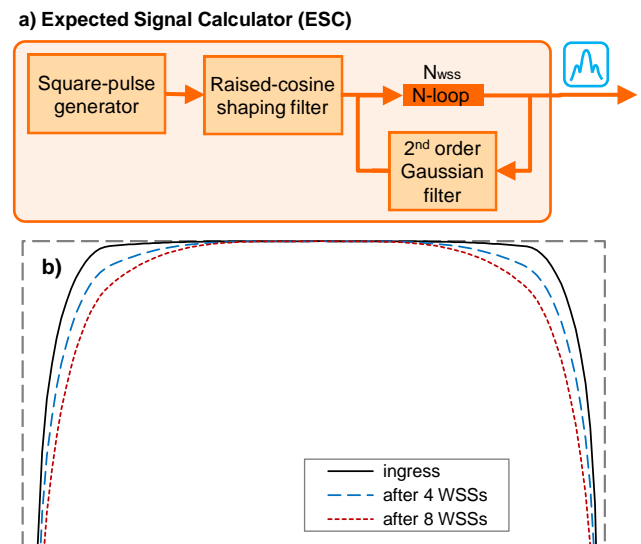 a) Expected Signal Calculator (ESC)
Square-pulse
generator
Raised-cosine
shaping filter
Nwss
N-loop
2nd order
Gaussian
filter
b)
ingress
after 4 WSSs
after 8 WSSs